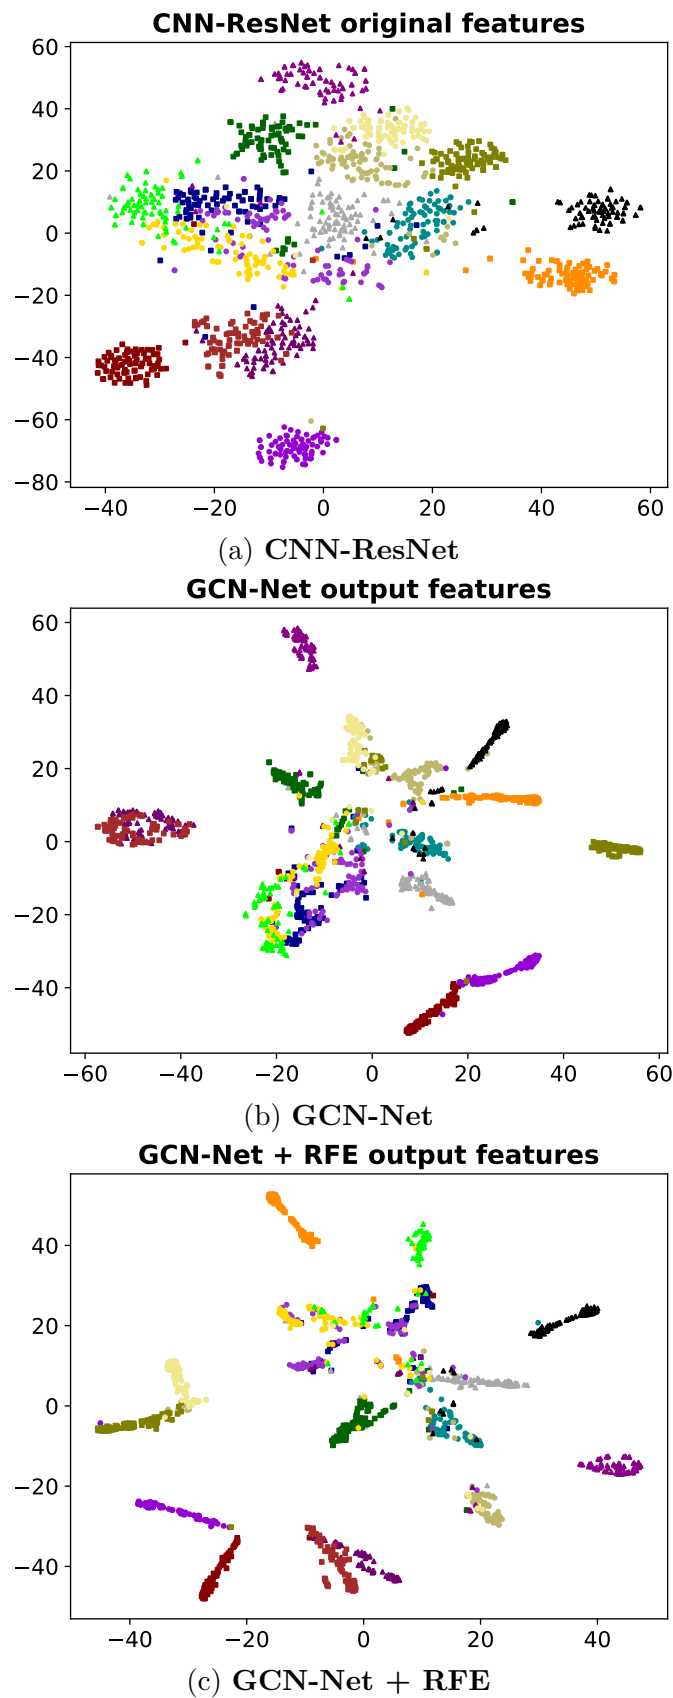 CNN-ResNet original features
60
40
20
0
−20
−40
−60
−80
−40 −20 0 20 40 60
(a) CNN-ResNet
GCN-Net output features
60
40
20
0
−20
−40
−60 −40 −20 0 20 40 60
(b) GCN-Net
GCN-Net + RFE output features
40
20
0
−20
−40
−40 −20 0 20 40
(c) GCN-Net + RFE